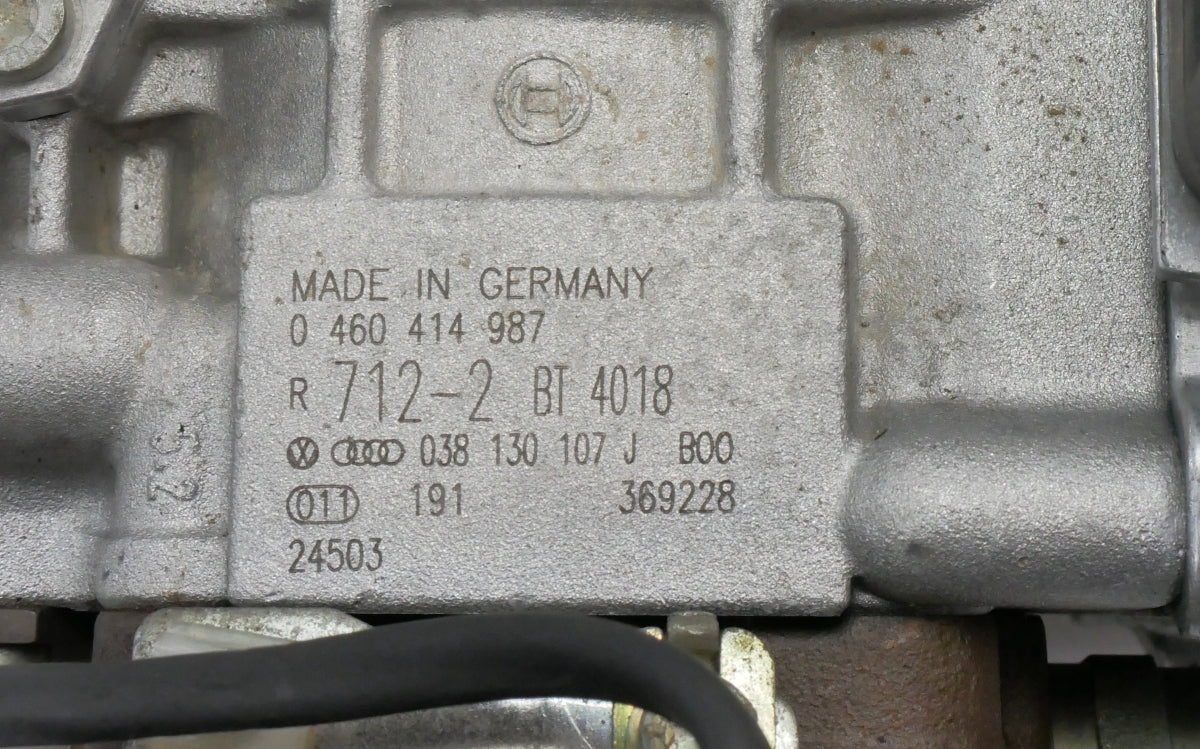 MADE IN GERMANY
0 460 414 987
R 712-2 BT 4018
038 130 107 J B00
011 191 369228
24503